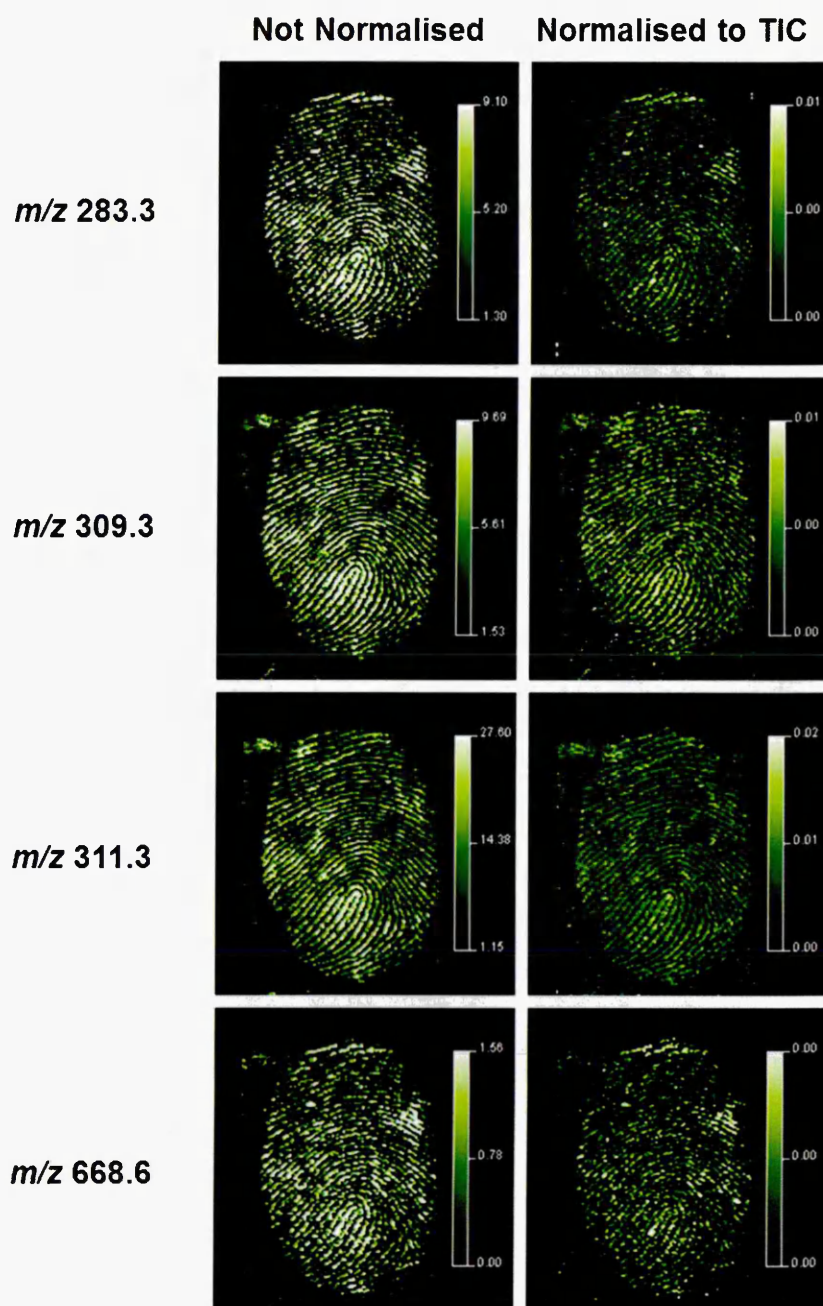 Not Normalised Normalised to TIC
m/z 283.3
9.10 0.01
5.20 0.00
1.30 0.00
m/z 309.3
9.69 0.01
5.61 0.00
1.53 0.00
m/z 311.3
27.60 0.02
14.38 0.01
1.15 0.00
m/z 668.6
1.56 0.00
0.78 0.00
0.00 0.00